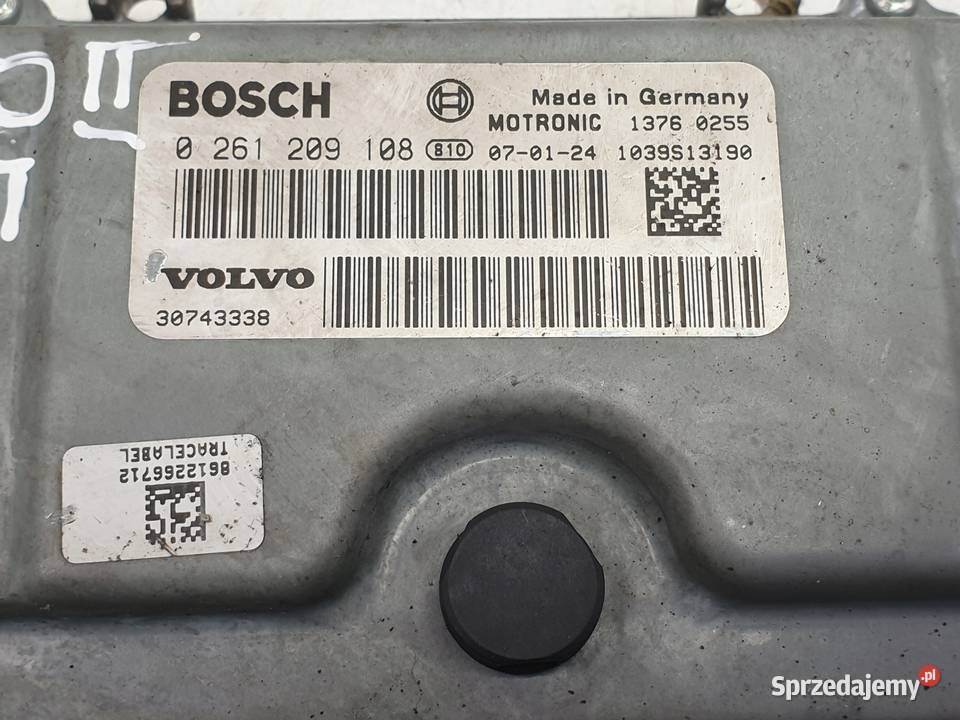 II
BOSCH
Made in Germany
MOTRONIC 1376 0255
0 261 209 108 810 07-01-24 1039S13190
VOLVO
30743338
8612266712
TRACELABEL
Sprzedajemy.pl